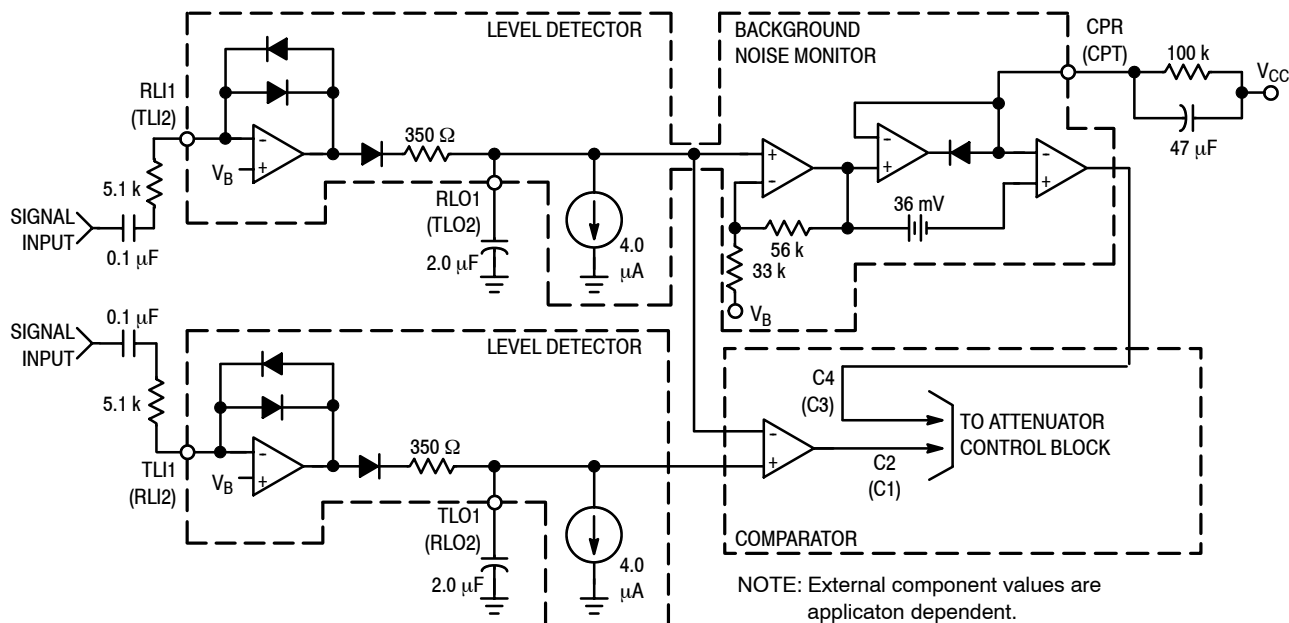 LEVEL DETECTOR
BACKGROUND
NOISE MONITOR
CPR
(CPT)
100 k
VCC
47 μF
RLI1
(TLI2)
-
+
VB
350 Ω
5.1 k
SIGNAL
INPUT
0.1 μF
RLO1
(TLO2)
2.0 μF
4.0
μA
+
-
-
+
-
+
36 mV
56 k
33 k
VB
0.1 μF
SIGNAL
INPUT
LEVEL DETECTOR
5.1 k
-
+
VB
350 Ω
TLI1
(RLI2)
TLO1
(RLO2)
2.0 μF
4.0
μA
-
+
C4
(C3)
TO ATTENUATOR
CONTROL BLOCK
C2
(C1)
COMPARATOR
NOTE: External component values are
applicaton dependent.